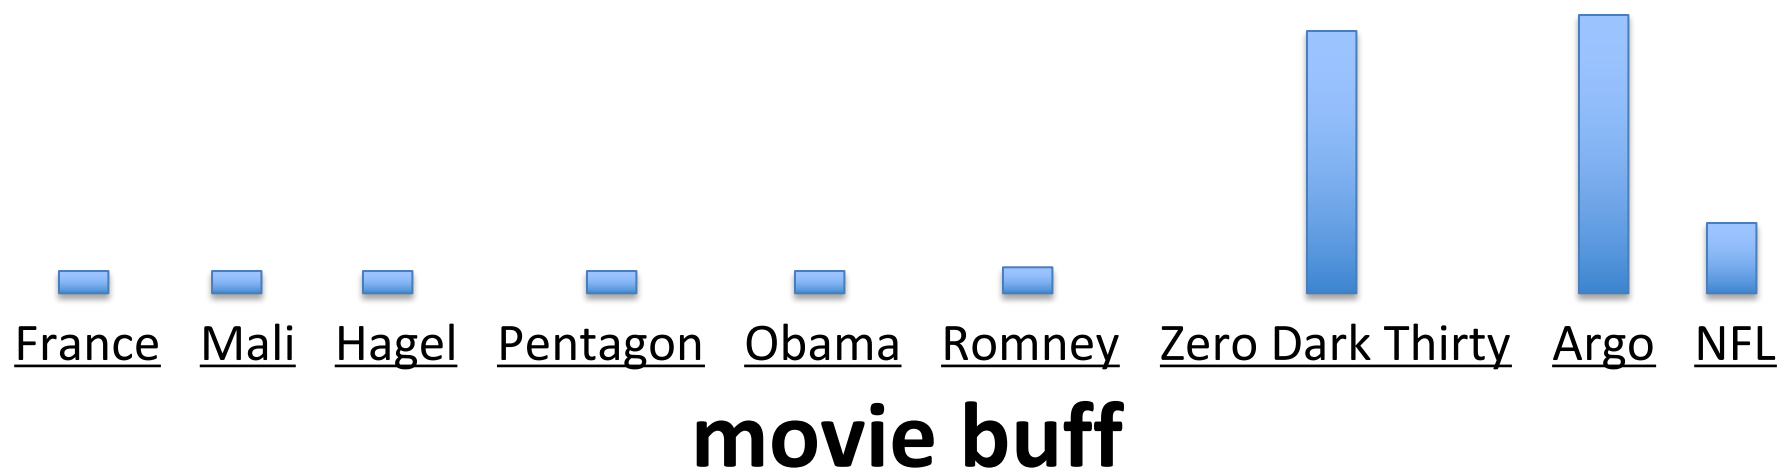 France Mali Hagel Pentagon Obama Romney Zero Dark Thirty Argo NFL
movie buff